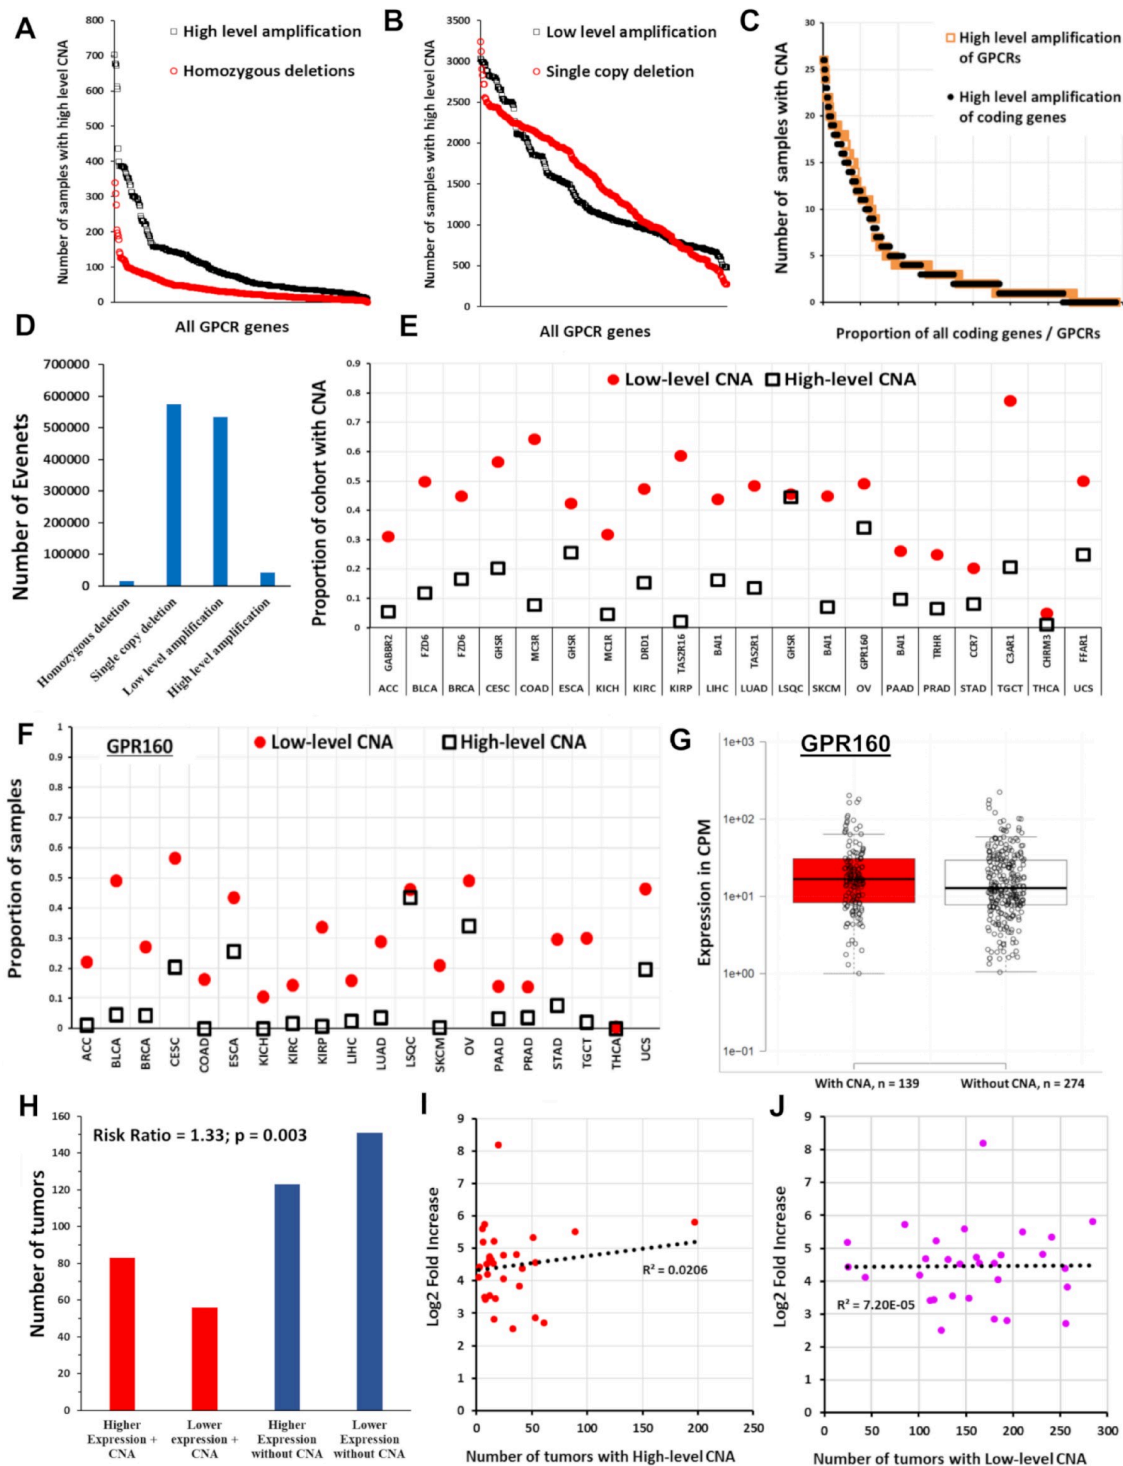 A
Number of samples with high level CNA
800
700
600
500
400
300
200
100
0
High level amplification
Homozygous deletions
All GPCR genes
B
Number of samples with high level CNA
3500
3000
2500
2000
1500
1000
500
0
Low level amplification
Single copy deletion
All GPCR genes
C
Number of samples with CNA
30
25
20
15
10
5
0
High level amplification
of GPCRs
High level amplification
of coding genes
Proportion of all coding genes / GPCRs
D
Number of Evenets
700000
600000
500000
400000
300000
200000
100000
0
Homozygous deletion
Single copy deletion
Low level amplification
High level amplification
E
Proportion of cohort with CNA
0.9
0.8
0.7
0.6
0.5
0.4
0.3
0.2
0.1
0
Low-level CNA
High-level CNA
GABBR2 FZD6 FZD6 GHSR MC3R GHSR MC1R DRD1 TAS2R16 BAI1 TAS2R1 GHSR BAI1 GPR160 BAI1 TRHR CCR7 C3AR1 CHRM3 FFAR1
ACC BLCA BRCA CESC COAD ESCA KICH KIRC KIRP LIHC LUAD LSQC SKCM OV PAAD PRAD STAD TGCT THCA UCS
F
GPR160
Low-level CNA
High-level CNA
Proportion of samples
1
0.9
0.8
0.7
0.6
0.5
0.4
0.3
0.2
0.1
0
ACC BLCA BRCA CESC COAD ESCA KICH KIRC KIRP LIHC LUAD LSQC SKCM OV PAAD PRAD STAD TGCT THCA UCS
G
GPR160
Expression in CPM
1e+03
1e+02
1e+01
1e+00
1e−01
With CNA, n = 139
Without CNA, n = 274
H
Risk Ratio = 1.33; p = 0.003
Number of tumors
160
140
120
100
80
60
40
20
0
Higher
Expression +
CNA
Lower
expression +
CNA
Higher
Expression
without CNA
Lower
Expression
without CNA
I
Log2 Fold Increase
9
8
7
6
5
4
3
2
1
0
R² = 0.0206
0 50 100 150 200 250
Number of tumors with High-level CNA
J
Log2 Fold Increase
9
8
7
6
5
4
3
2
1
0
R² = 7.20E-05
0 50 100 150 200 250 300
Number of tumors with Low-level CNA